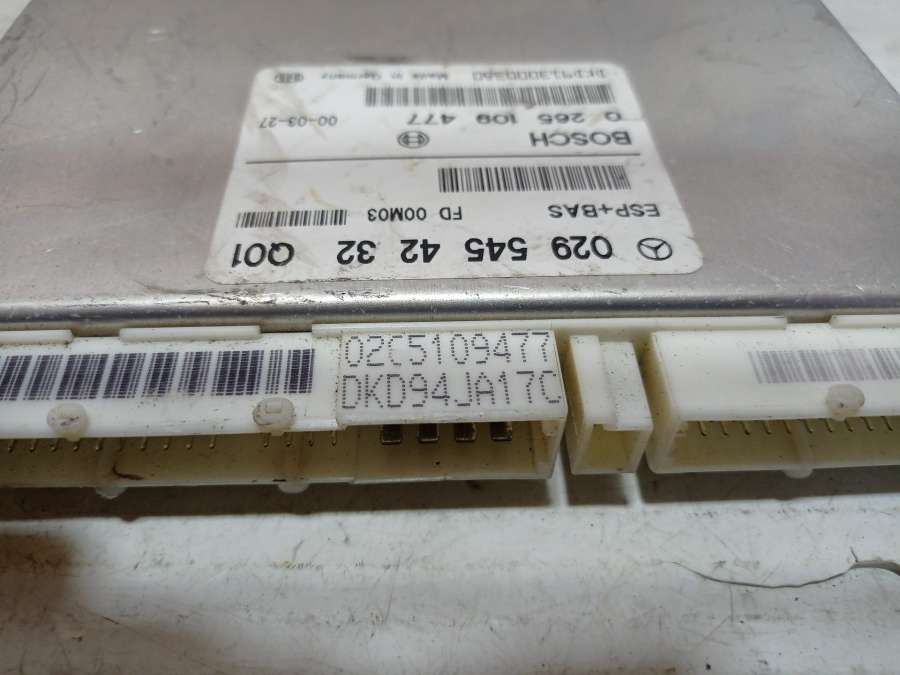 029 545 42 32 Q01
ESP+BAS FD 00M03
BOSCH
0 265 109 477 00-03-27
Made in Germany
02C5109477
DKD94JA17C